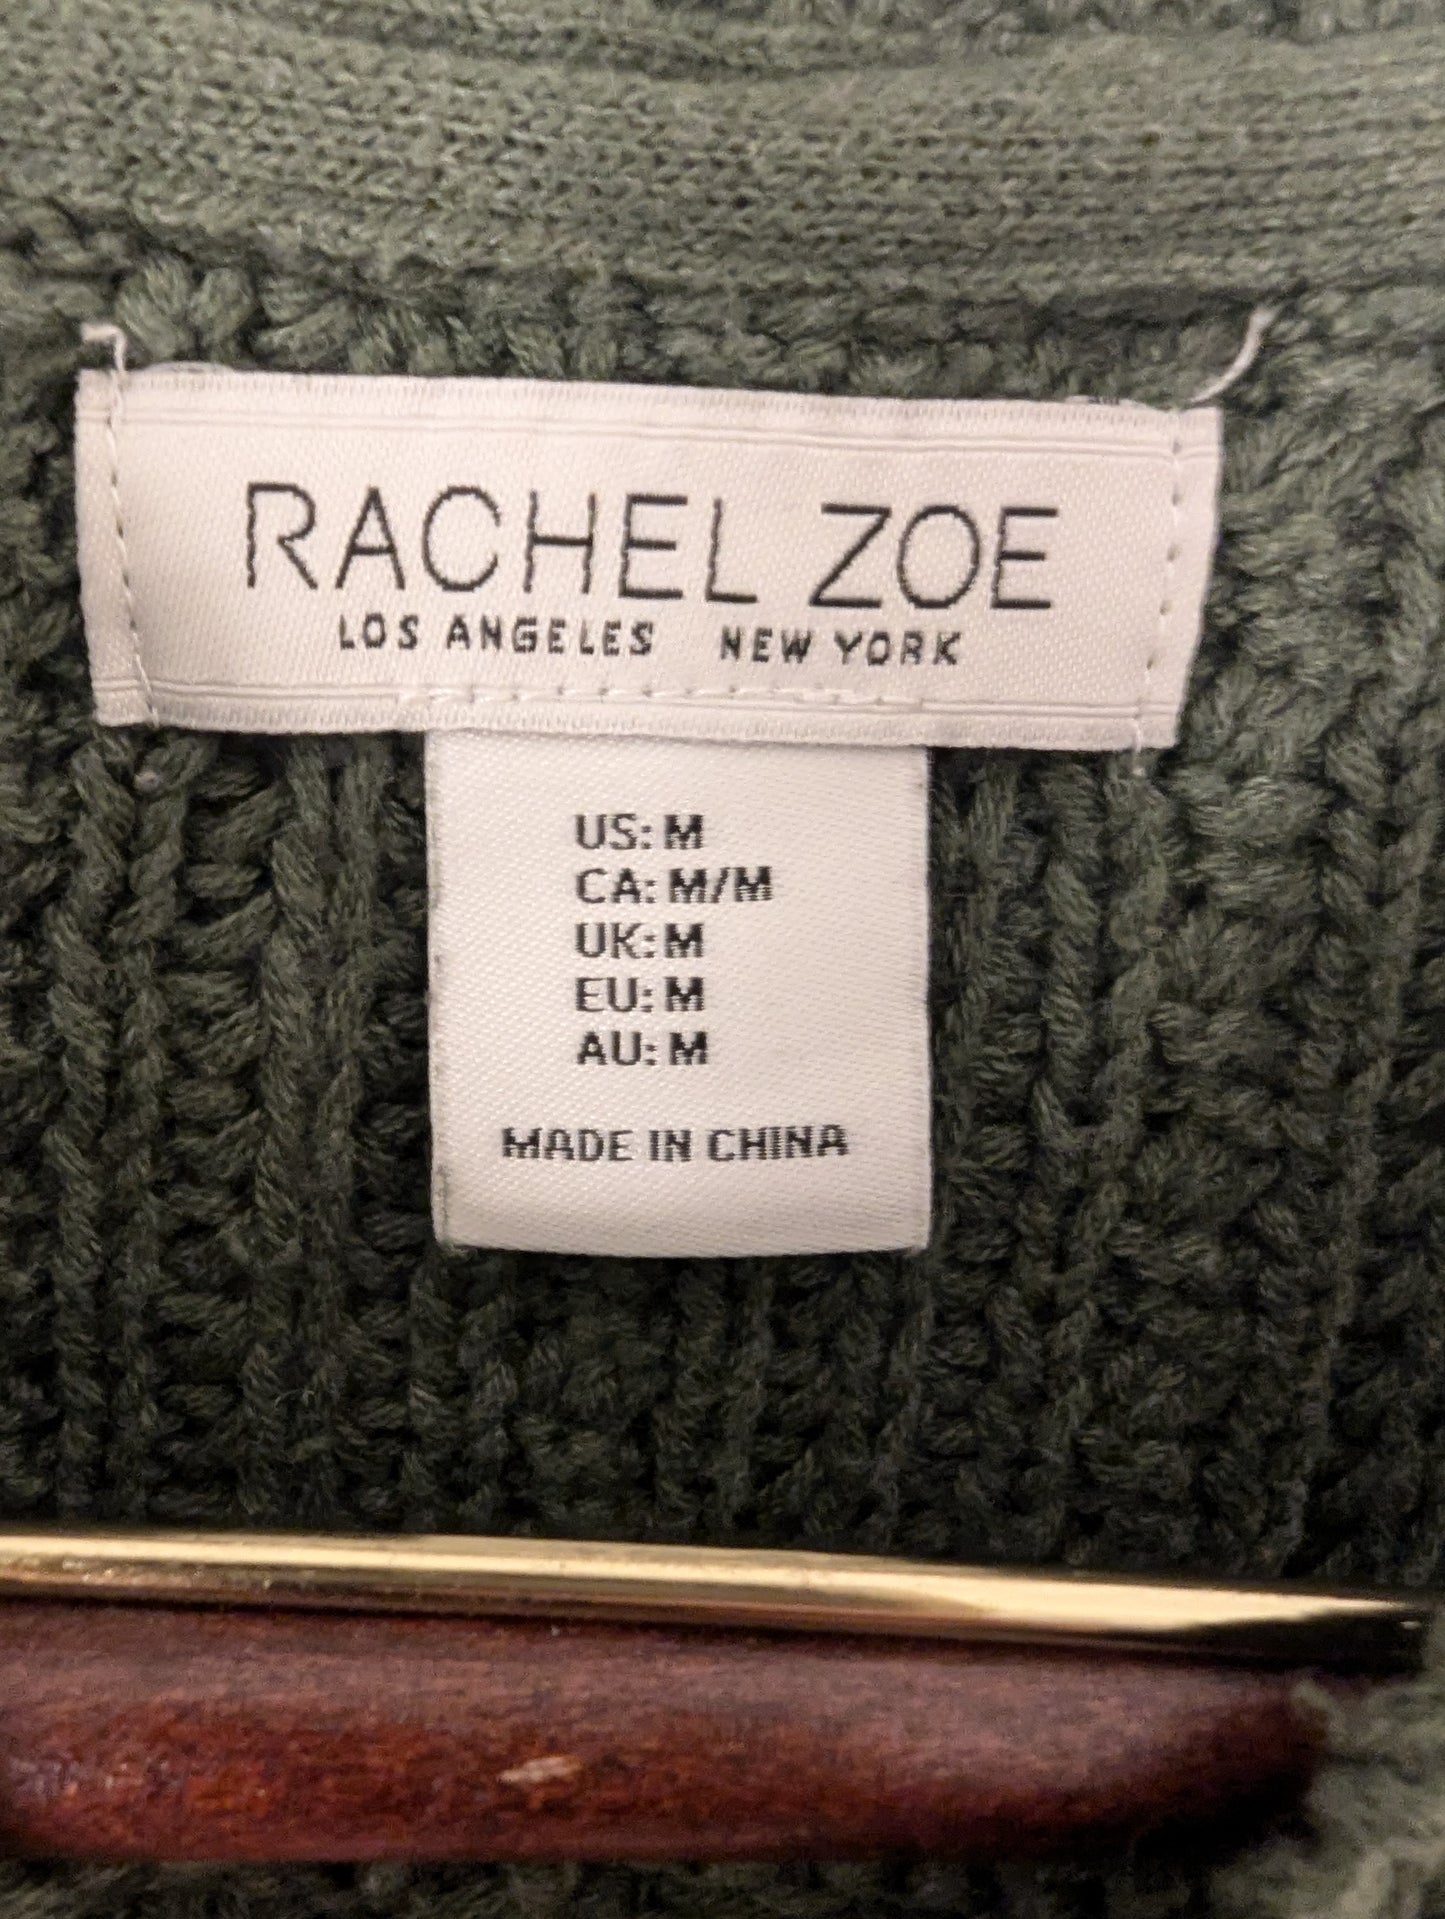 RACHEL ZOE
LOS ANGELES NEW YORK
US: M
CA: M/M
UK: M
EU: M
AU: M
MADE IN CHINA